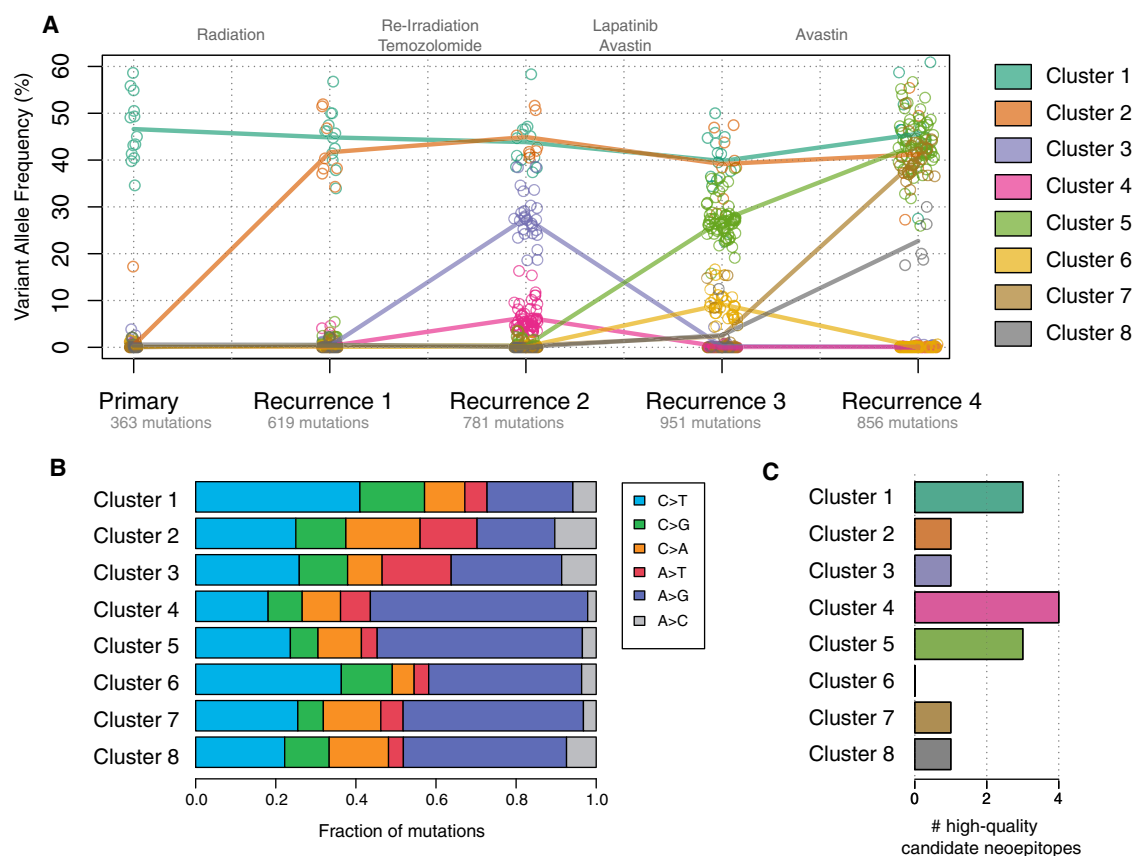 A
Radiation
Re-Irradiation
Temozolomide
Lapatinib
Avastin
Avastin
Variant Allele Frequency (%)
60
50
40
30
20
10
0
Cluster 1
Cluster 2
Cluster 3
Cluster 4
Cluster 5
Cluster 6
Cluster 7
Cluster 8
Primary
363 mutations
Recurrence 1
619 mutations
Recurrence 2
781 mutations
Recurrence 3
951 mutations
Recurrence 4
856 mutations
B
Cluster 1
Cluster 2
Cluster 3
Cluster 4
Cluster 5
Cluster 6
Cluster 7
Cluster 8
0.0 0.2 0.4 0.6 0.8 1.0
Fraction of mutations
C>T
C>G
C>A
A>T
A>G
A>C
C
Cluster 1
Cluster 2
Cluster 3
Cluster 4
Cluster 5
Cluster 6
Cluster 7
Cluster 8
0 2 4
# high-quality
candidate neoepitopes